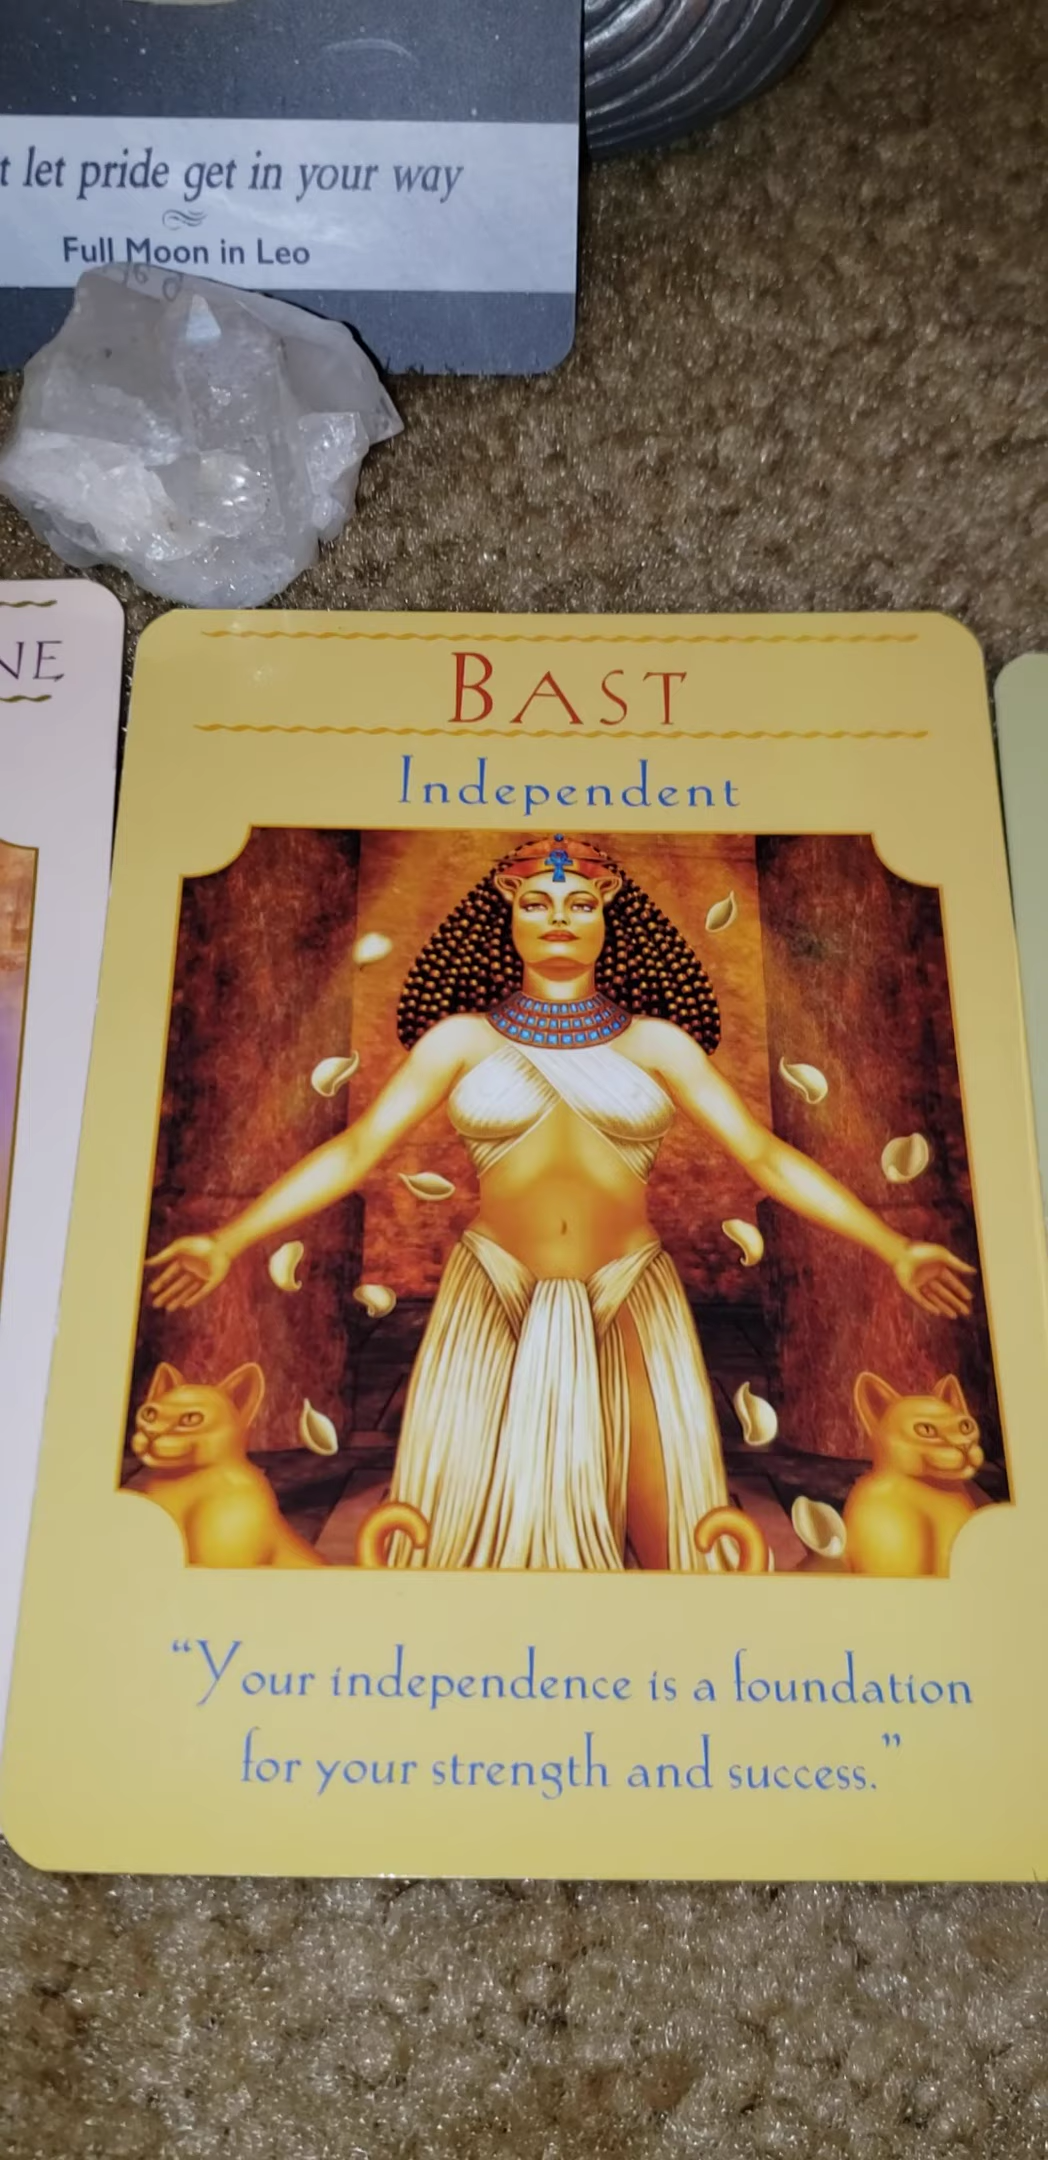 let pride get in your way
Full Moon in Leo
NE
BAST
Independent
“Your independence is a foundation
for your strength and success.”